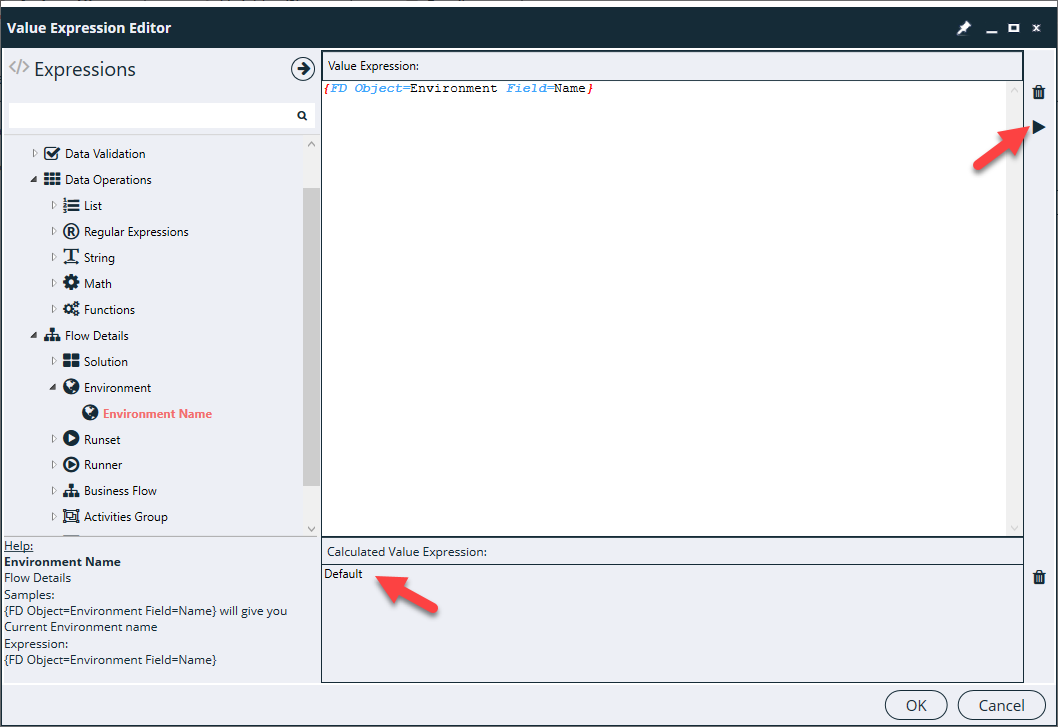 Value Expression Editor
</> Expressions
Data Validation
Data Operations
List
Regular Expressions
String
Math
Functions
Flow Details
Solution
Environment
Environment Name
Runset
Runner
Business Flow
Activities Group
Help:
Environment Name
Flow Details
Samples:
{FD Object=Environment Field=Name} will give you
Current Environment name
Expression:
{FD Object=Environment Field=Name}
Value Expression:
{FD Object=Environment Field=Name}
Calculated Value Expression:
Default
OK
Cancel